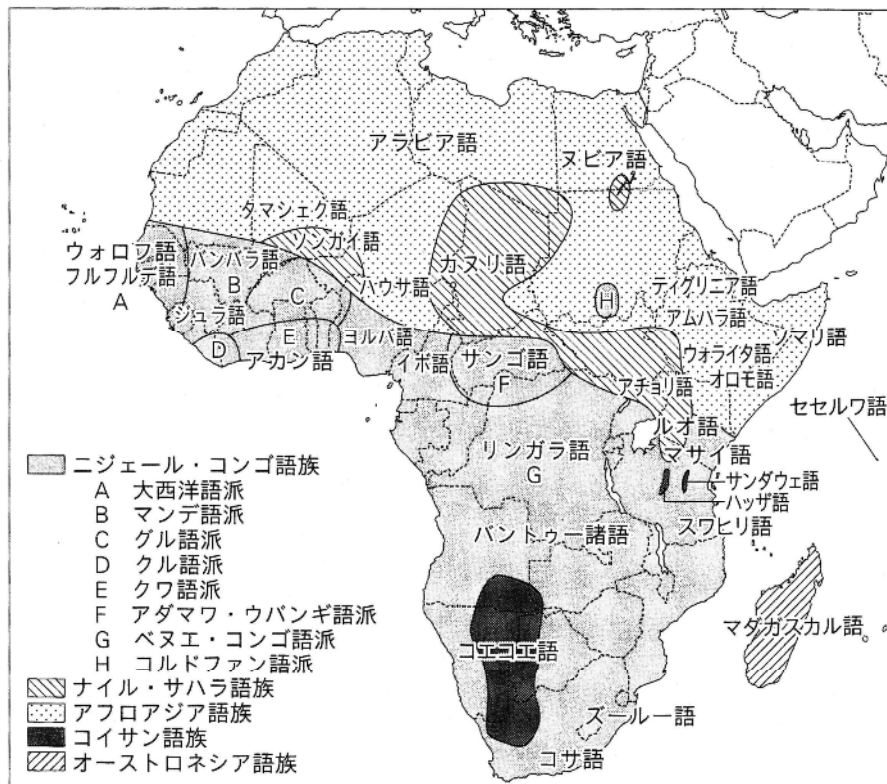 アラビア語
ヌビア語
タマシェク語
ソンガイ語
ウォロフ語
フルフルデ語
A
バンバラ語
B
カヌリ語
ハウサ語
C
H
ティグリニア語
アムハラ語
ジュラ語
ソマリ語
D
E
アカン語
ヨルバ語
イボ語
サンゴ語
F
ウォライタ語
オロモ語
アチョリ語
セセルワ語
ルオ語
マサイ語
リンガラ語
G
サンダウェ語
ハッザ語
スワヒリ語
バントゥー諸語
マダガスカル語
コエコエ語
ズールー語
コサ語
ニジェール・コンゴ語族
A 大西洋語派
B マンデ語派
C グル語派
D クル語派
E クワ語派
F アダマワ・ウバンギ語派
G ベヌエ・コンゴ語派
H コルドファン語派
ナイル・サハラ語族
アフロアジア語族
コイサン語族
オーストロネシア語族